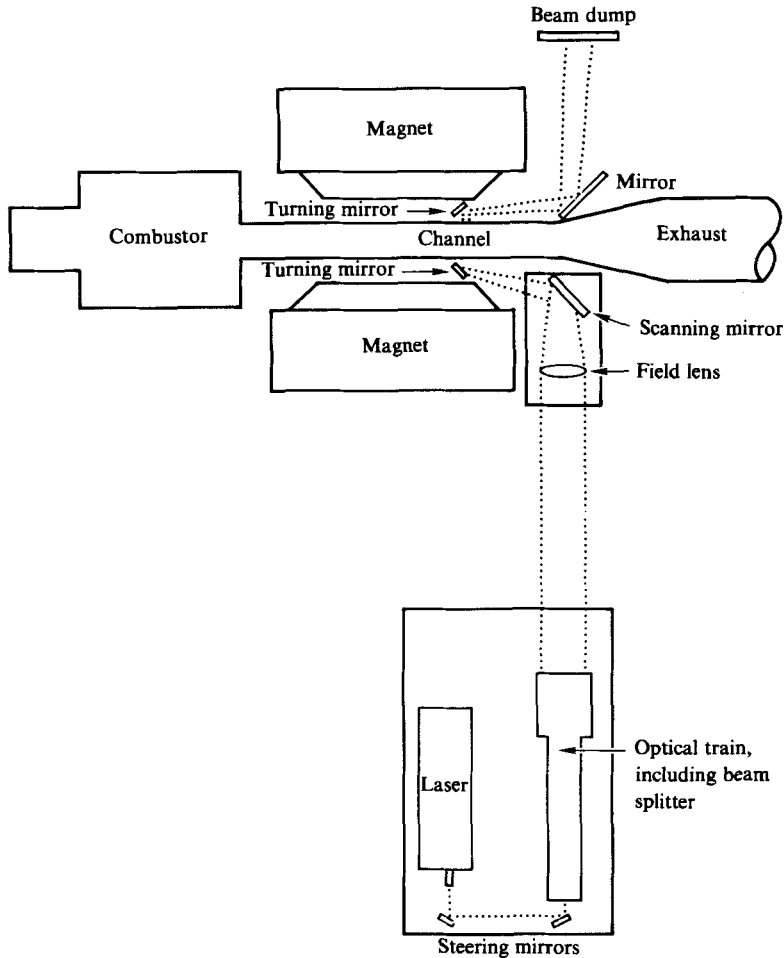 Beam dump
Magnet
Mirror
Turning mirror
Combustor
Channel
Exhaust
Turning mirror
Scanning mirror
Magnet
Field lens
Optical train,
including beam
splitter
Laser
Steering mirrors